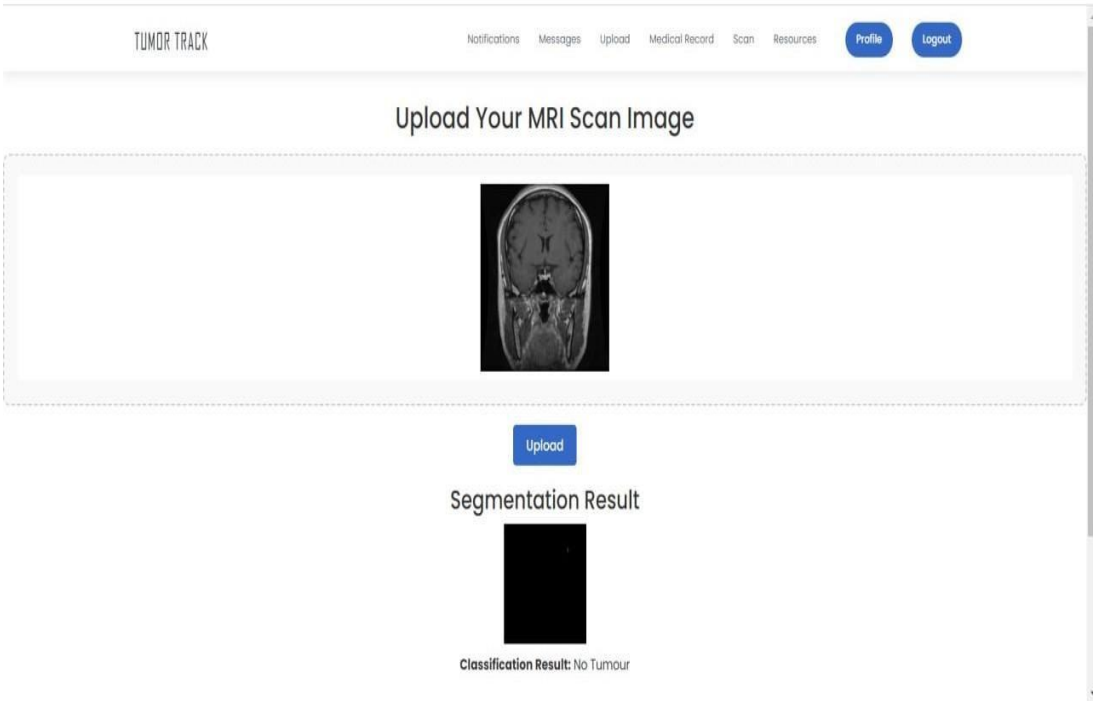 TUMOR TRACK
Notifications Messages Upload Medical Record Scan Resources Profile Logout
Upload Your MRI Scan Image
Upload
Segmentation Result
Classification Result: No Tumour